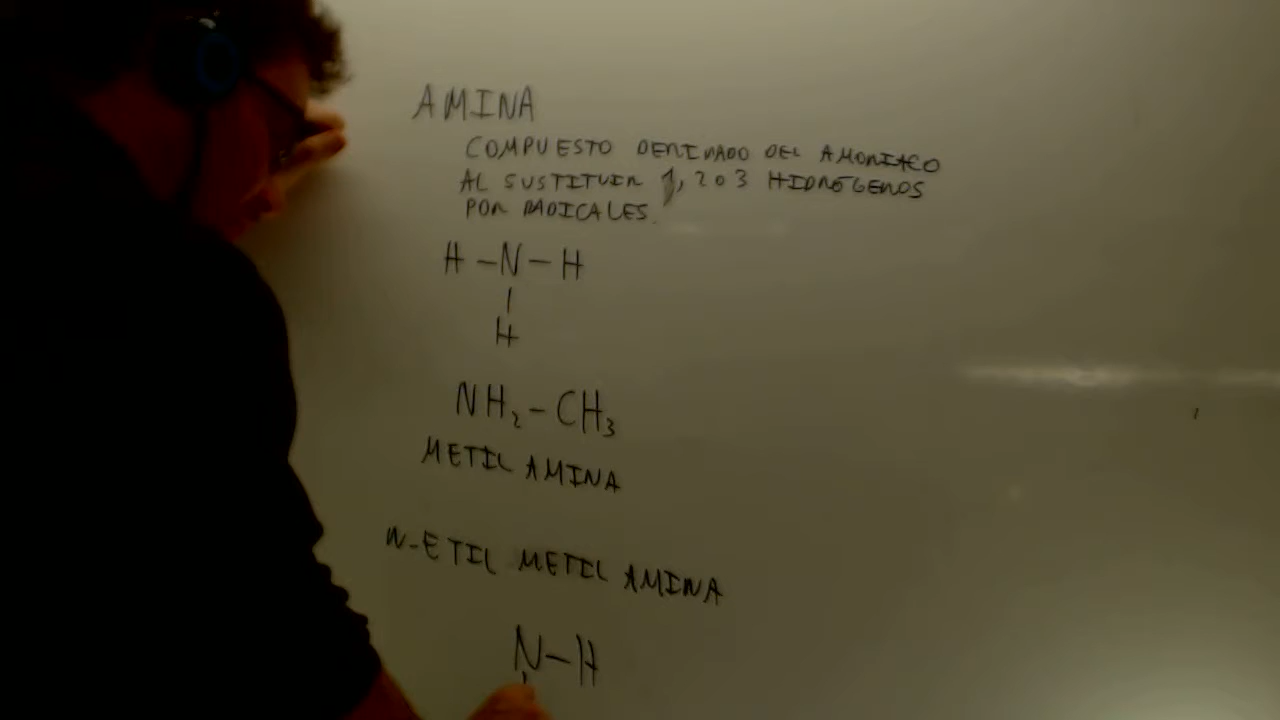 AMINA
COMPUESTO DERIVADO DEL AMONIACO
AL SUSTITUIR 1, 2 o 3 HIDRÓGENOS
POR RADICALES.
H - N - H
|
H
NH₂ - CH₃
METIL AMINA
N-ETIL METIL AMINA
N - H